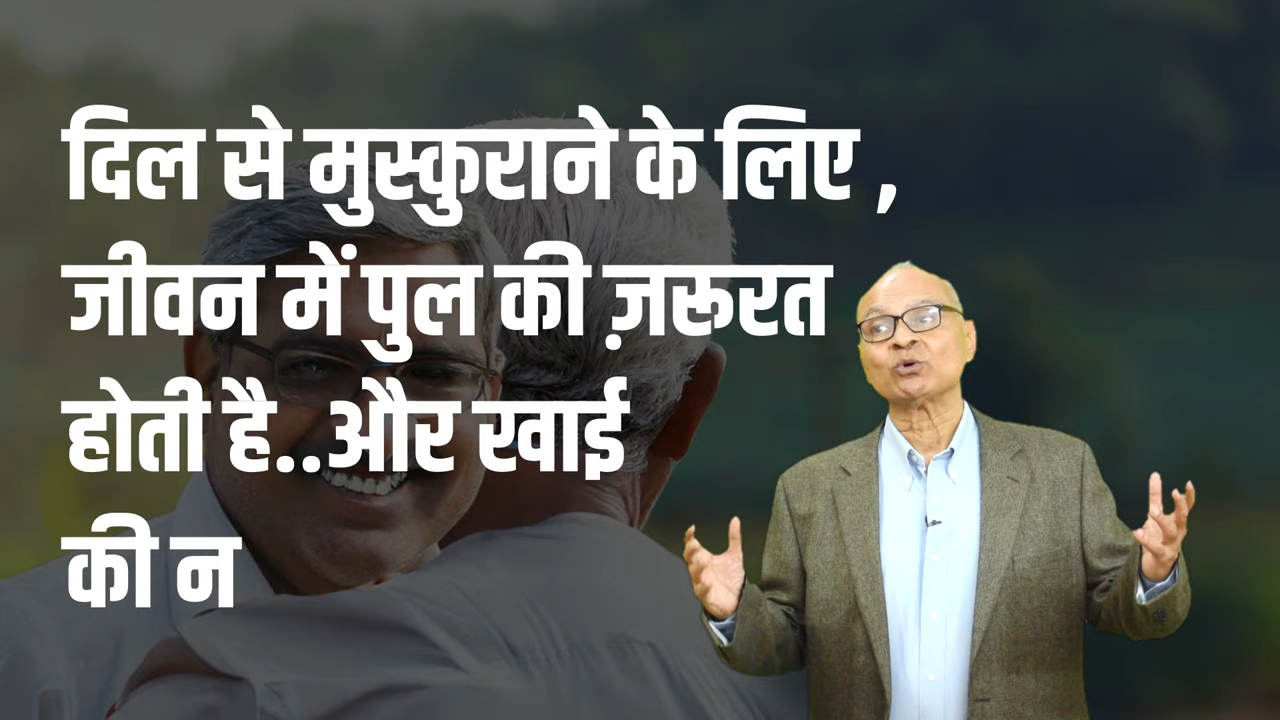 दिल से मुस्कुराने के लिए ,
जीवन में पुल की ज़रूरत
होती है..और खाई
की न